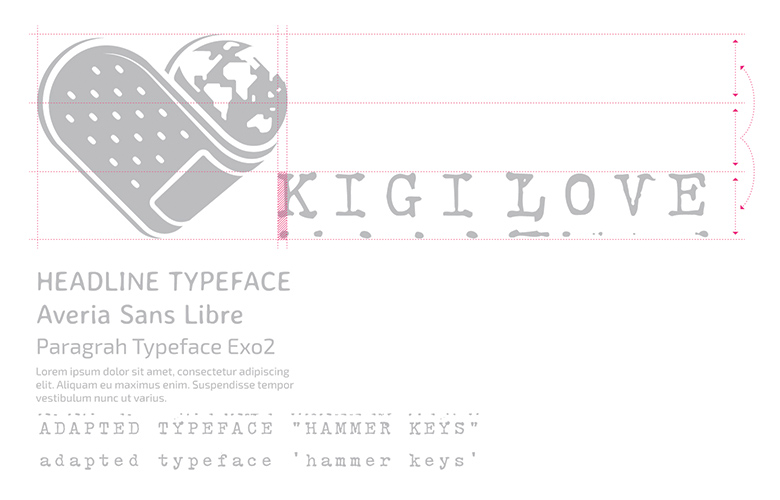 KIGI LOVE
HEADLINE TYPEFACE
Averia Sans Libre
Paragrah Typeface Exo2
Lorem ipsum dolor sit amet, consectetur adipiscing
elit. Aliquam eu maximus enim. Suspendisse tempor
vestibulum nunc ut varius.
ADAPTED TYPEFACE "HAMMER KEYS"
adapted typeface 'hammer keys'